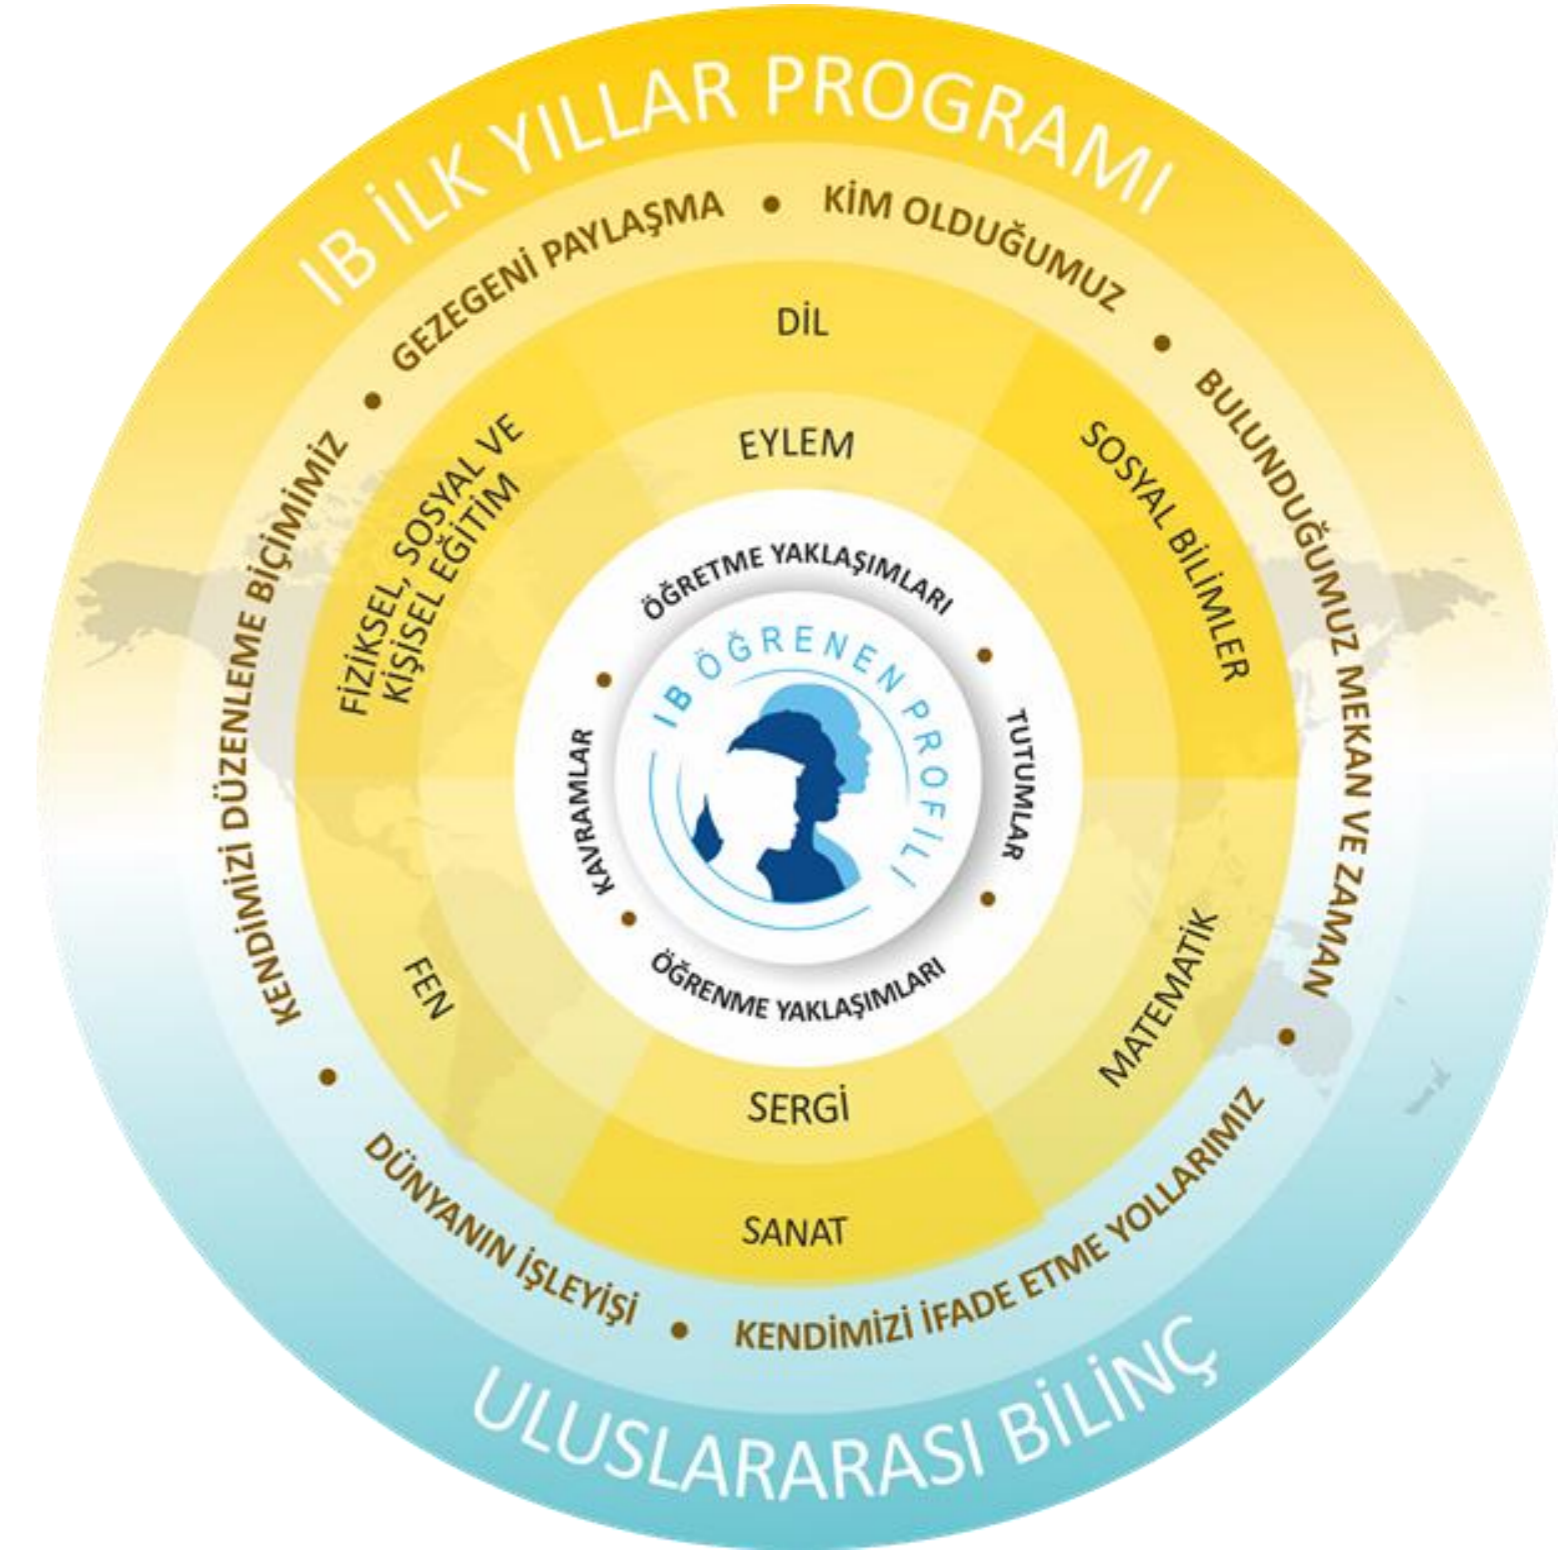 IB İLK YILLAR PROGRAMI
GEZEGENİ PAYLAŞMA • KİM OLDUĞUMUZ • BULUNDUĞUMUZ MEKAN VE ZAMAN • KENDİMİZİ İFADE ETME YOLLARIMIZ • DÜNYANIN İŞLEYİŞİ • KENDİMİZİ DÜZENLEME BİÇİMİMİZ •
DİL
SOSYAL BİLİMLER
MATEMATİK
SANAT
FEN
FİZİKSEL, SOSYAL VE
KİŞİSEL EĞİTİM
EYLEM
SERGİ
ÖĞRETME YAKLAŞIMLARI • TUTUMLAR • ÖĞRENME YAKLAŞIMLARI • KAVRAMLAR •
IB ÖĞRENEN PROFİLİ
ULUSLARARASI BİLİNÇ